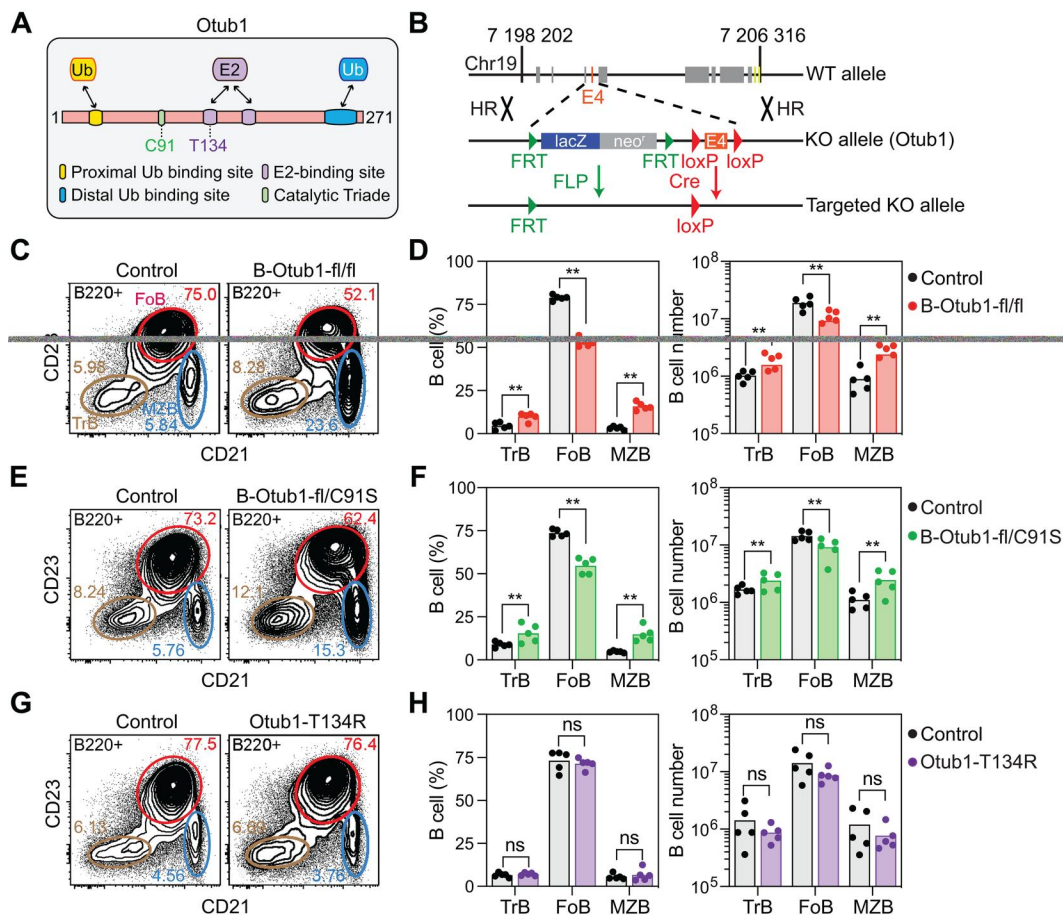 A
Otub1
Ub
E2
Ub
1
271
C91
T134
Proximal Ub binding site
E2-binding site
Distal Ub binding site
Catalytic Triade
B
7 198 202
7 206 316
Chr19
WT allele
E4
HR
HR
lacZ
neoʳ
E4
KO allele (Otub1)
FRT
FRT
loxP
loxP
FLP
Cre
Targeted KO allele
FRT
loxP
C
Control
B-Otub1-fl/fl
B220+
FoB
75.0
B220+
52.1
5.98
8.28
TrB
MZB
5.84
23.6
CD21
D
100
75
50
25
0
B cell (%)
**
**
**
TrB
FoB
MZB
10⁸
10⁷
10⁶
10⁵
B cell number
**
**
**
TrB
FoB
MZB
Control
B-Otub1-fl/fl
E
Control
B-Otub1-fl/C91S
B220+
73.2
B220+
62.4
CD23
8.24
12.1
5.76
15.3
CD21
F
100
75
50
25
0
B cell (%)
**
**
**
TrB
FoB
MZB
10⁸
10⁷
10⁶
10⁵
B cell number
**
**
**
TrB
FoB
MZB
Control
B-Otub1-fl/C91S
G
Control
Otub1-T134R
B220+
77.5
B220+
76.4
CD23
6.13
6.69
4.56
3.76
CD21
H
100
75
50
25
0
B cell (%)
ns
ns
ns
TrB
FoB
MZB
10⁸
10⁷
10⁶
10⁵
B cell number
ns
ns
ns
TrB
FoB
MZB
Control
Otub1-T134R